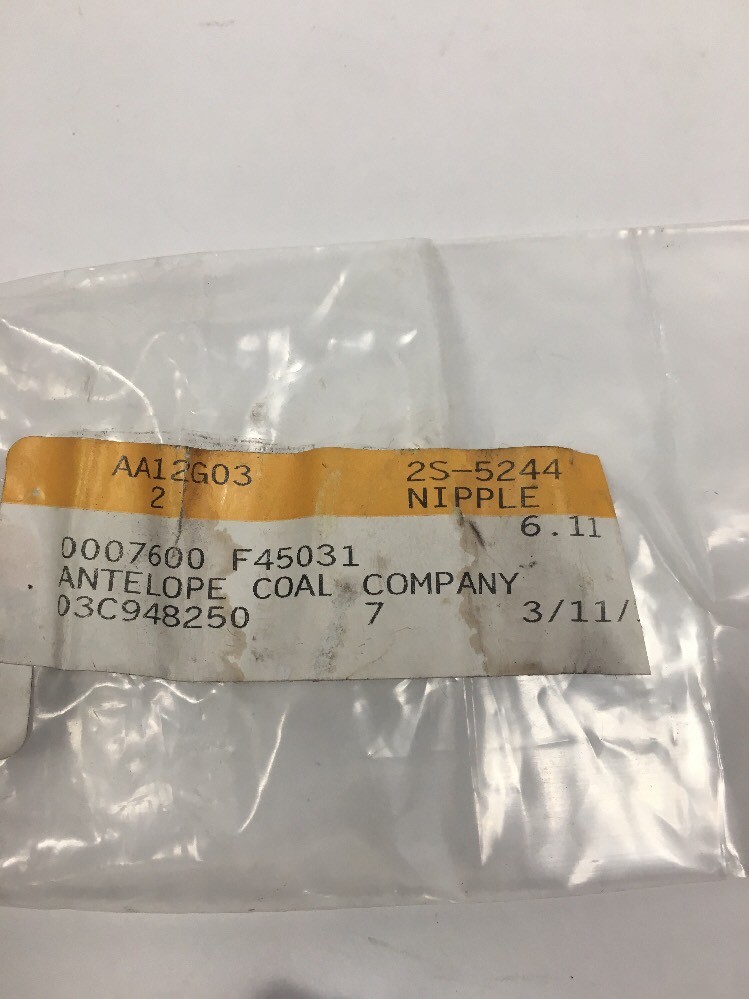 AA12G03 2S-5244
2 NIPPLE
6.11
0007600 F45031
ANTELOPE COAL COMPANY
03C948250 7 3/11/